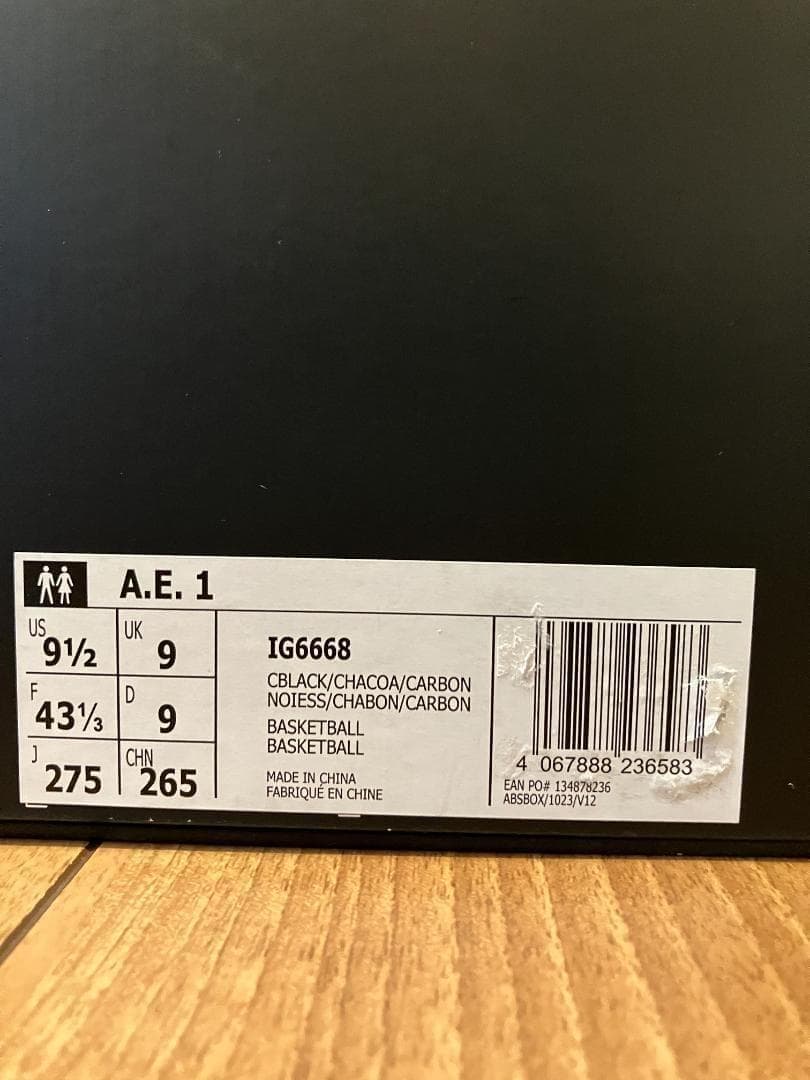 A.E. 1
US 9½ UK 9
F 43⅓ D 9
J 275 CHN 265
IG6668
CBLACK/CHACOA/CARBON
NOIESS/CHABON/CARBON
BASKETBALL
BASKETBALL
MADE IN CHINA
FABRIQUÉ EN CHINE
4 067888 236583
EAN PO# 134878236
ABSBOX/1023/V12